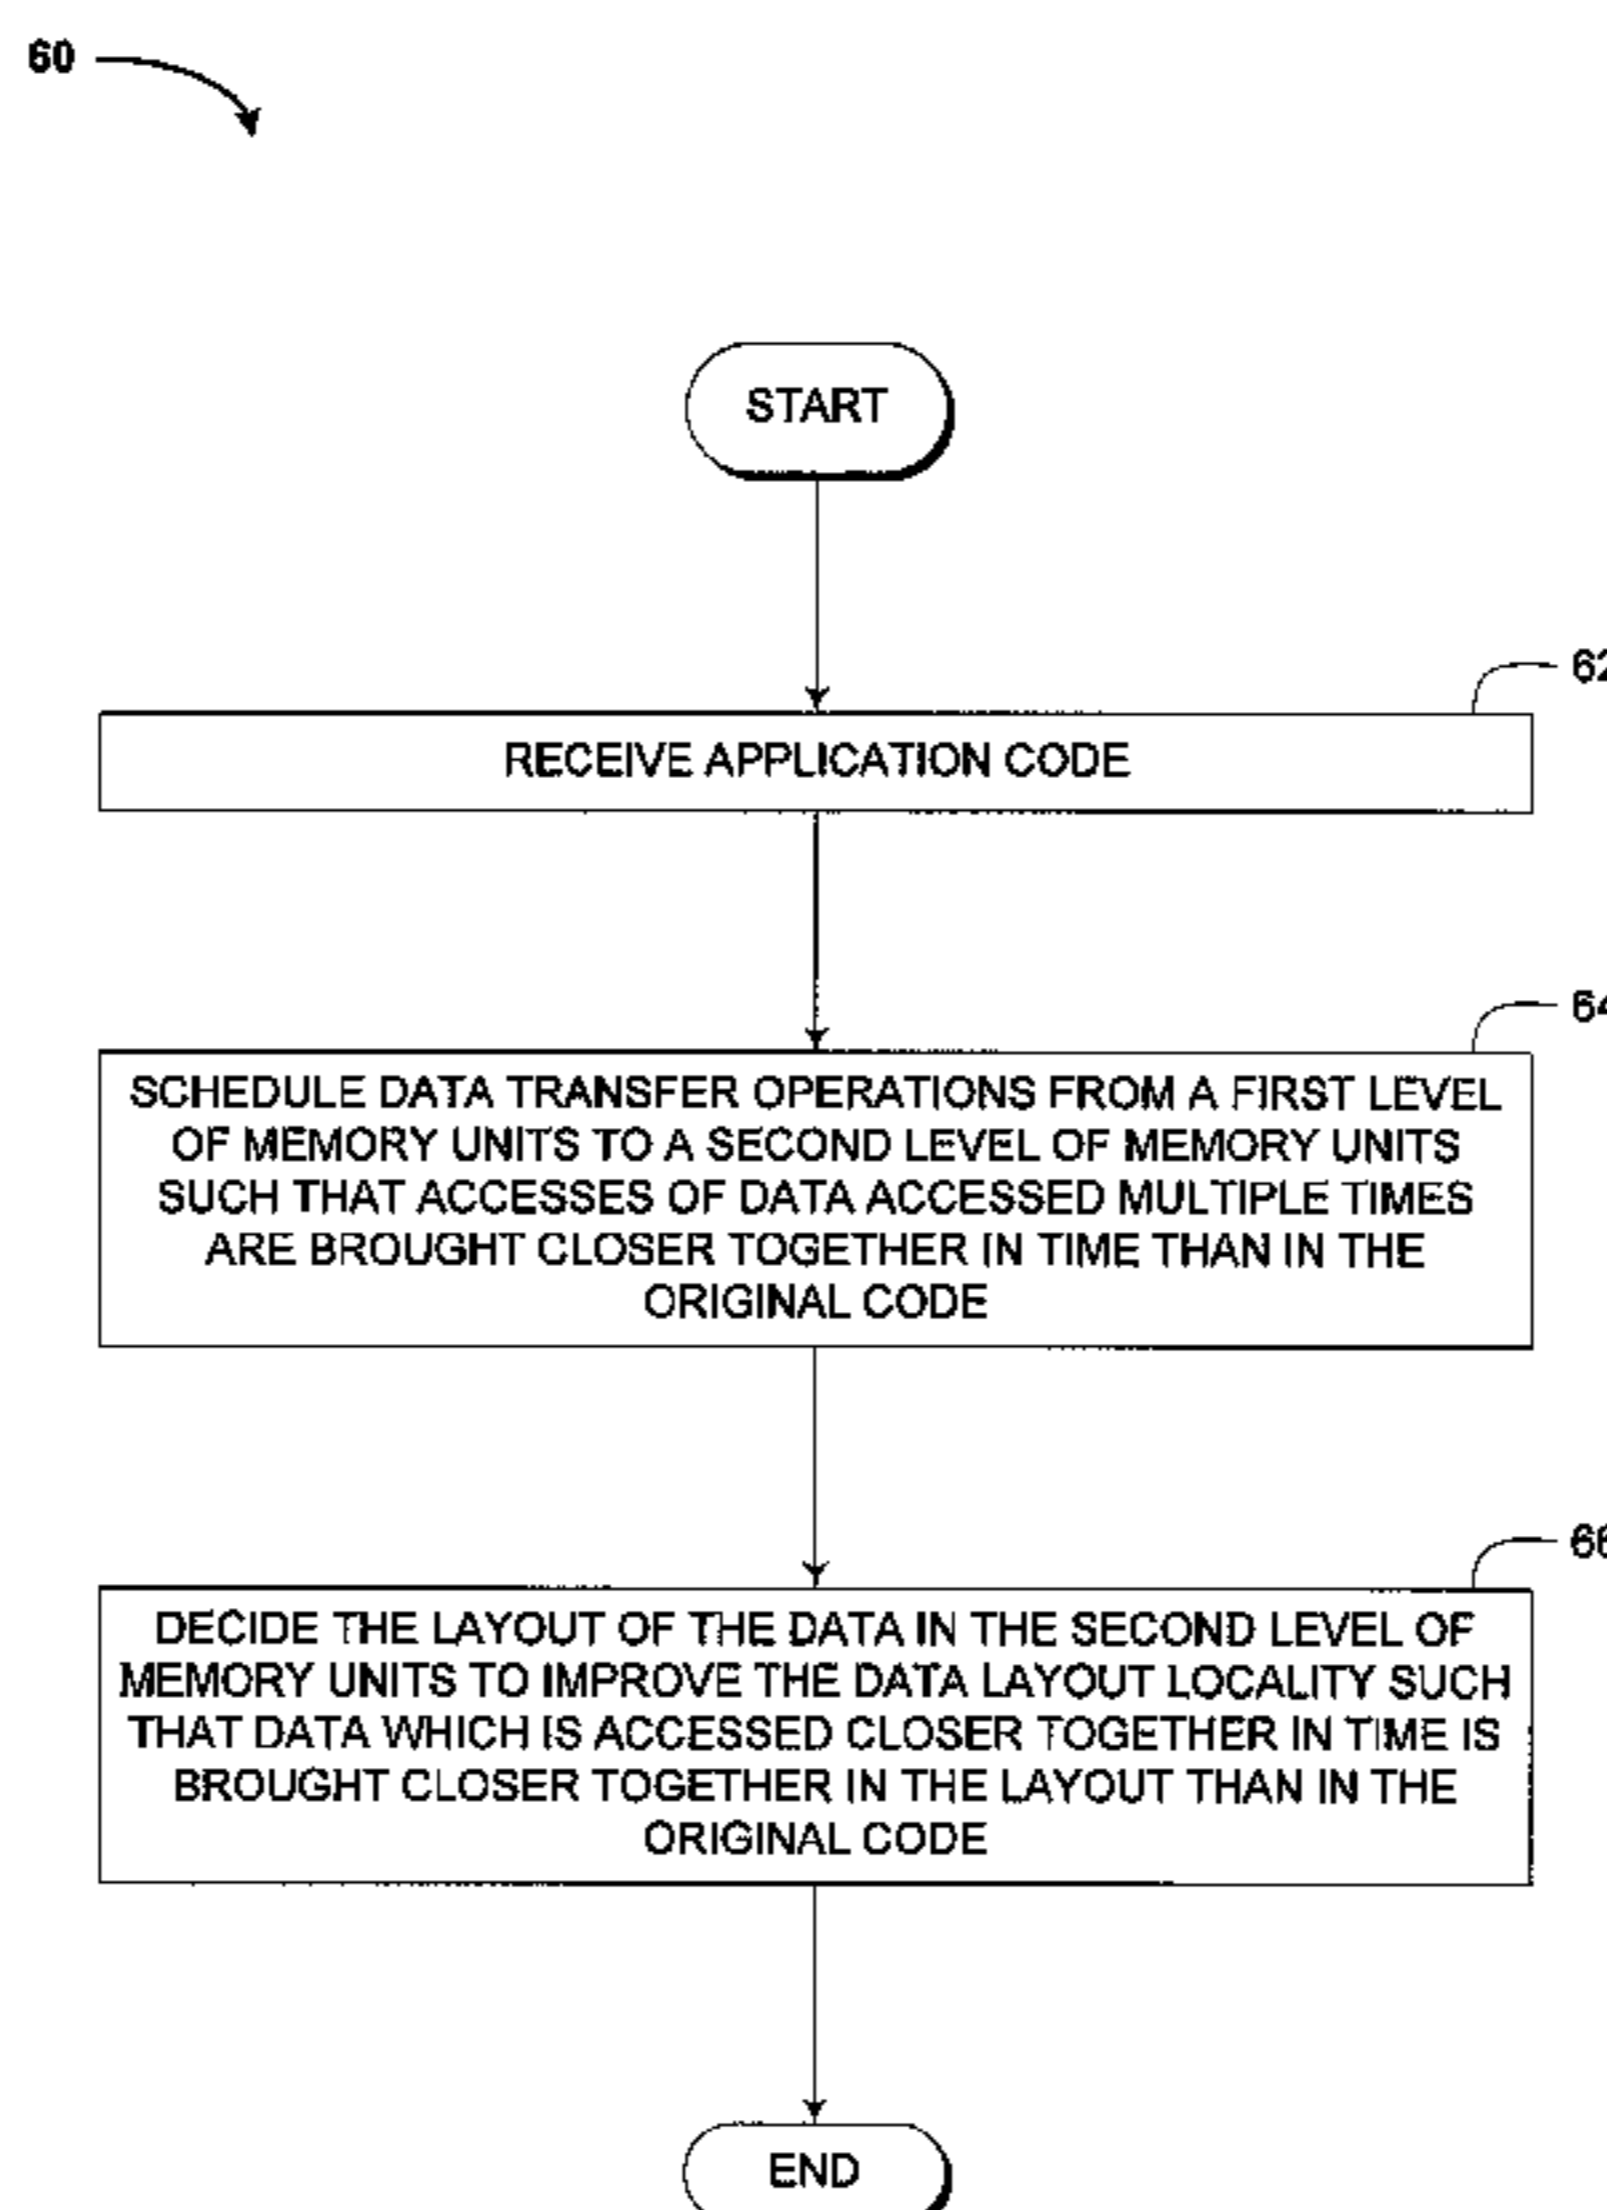 60
START
62
RECEIVE APPLICATION CODE
64
SCHEDULE DATA TRANSFER OPERATIONS FROM A FIRST LEVEL
OF MEMORY UNITS TO A SECOND LEVEL OF MEMORY UNITS
SUCH THAT ACCESSES OF DATA ACCESSED MULTIPLE TIMES
ARE BROUGHT CLOSER TOGETHER IN TIME THAN IN THE
ORIGINAL CODE
66
DECIDE THE LAYOUT OF THE DATA IN THE SECOND LEVEL OF
MEMORY UNITS TO IMPROVE THE DATA LAYOUT LOCALITY SUCH
THAT DATA WHICH IS ACCESSED CLOSER TOGETHER IN TIME IS
BROUGHT CLOSER TOGETHER IN THE LAYOUT THAN IN THE
ORIGINAL CODE
END